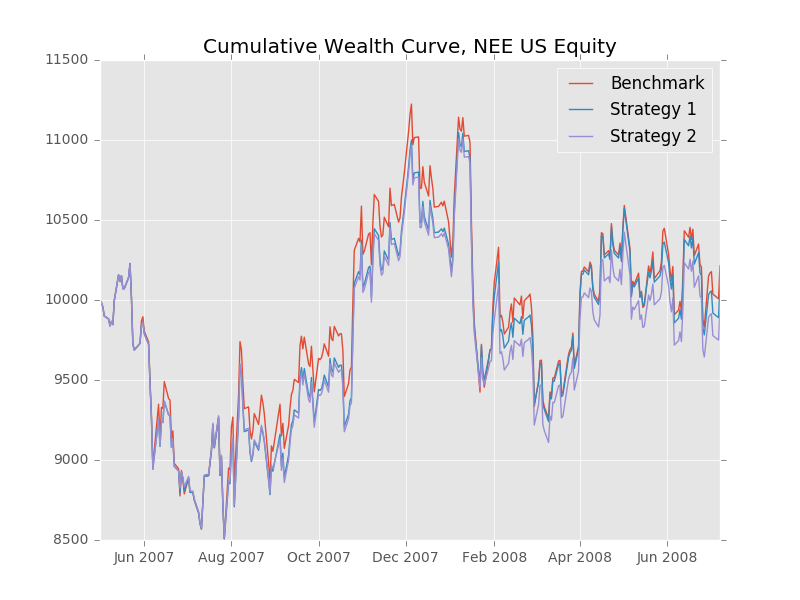 Cumulative Wealth Curve, NEE US Equity
11500
11000
10500
10000
9500
9000
8500
Benchmark
Strategy 1
Strategy 2
Jun 2007
Aug 2007
Oct 2007
Dec 2007
Feb 2008
Apr 2008
Jun 2008